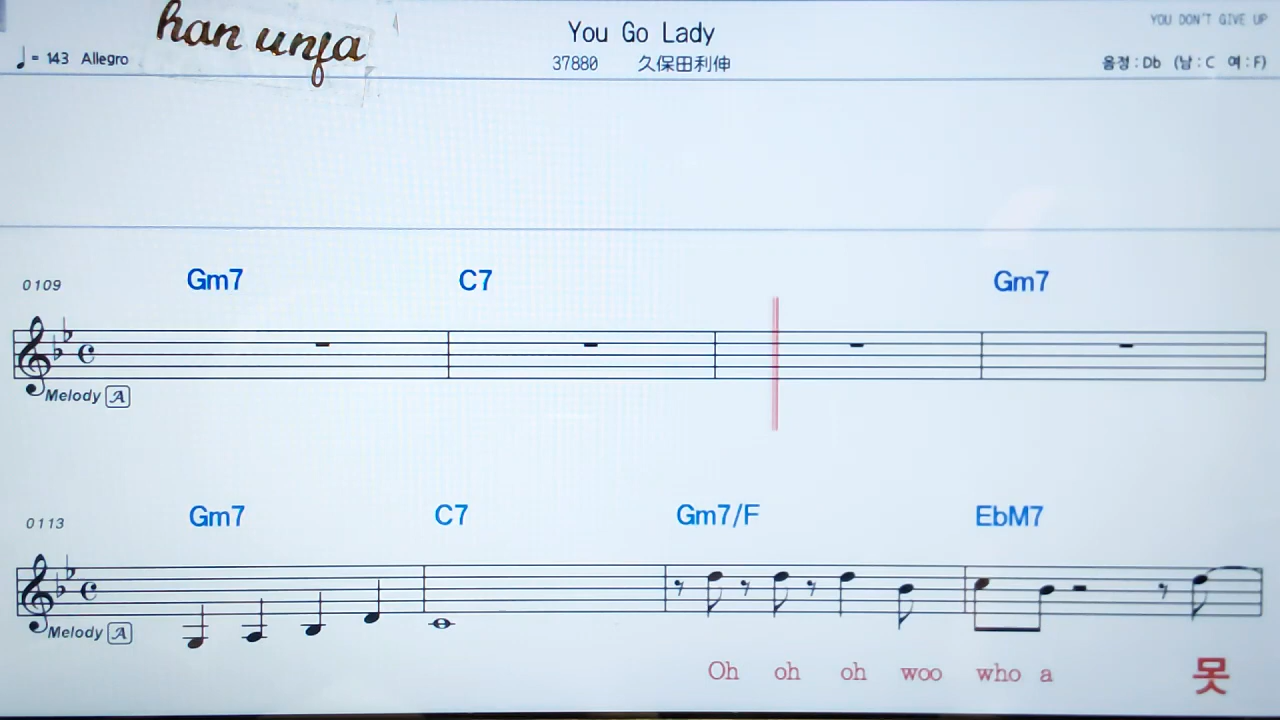 han unja
You Go Lady
YOU DON'T GIVE UP
♩ = 143 Allegro
37880 久保田利伸
음정 : Db (남 : C 여 : F)
0109 Gm7 C7 Gm7
Melody A
0113 Gm7 C7 Gm7/F EbM7
Melody A
Oh oh oh woo who a 못